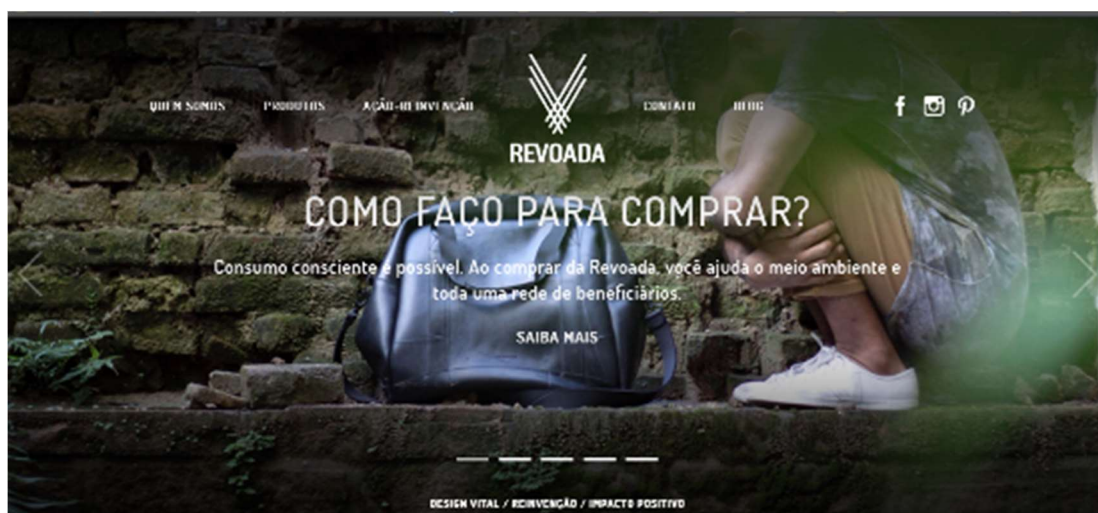 QUEM SOMOS PRODUTOS AÇÃO-REINVENÇÃO CONTATO BLOG
REVOADA
COMO FAÇO PARA COMPRAR?
Consumo consciente é possível. Ao comprar da Revoada, você ajuda o meio ambiente e
toda uma rede de beneficiários.
SAIBA MAIS
DESIGN VITAL / REINVENÇÃO / IMPACTO POSITIVO